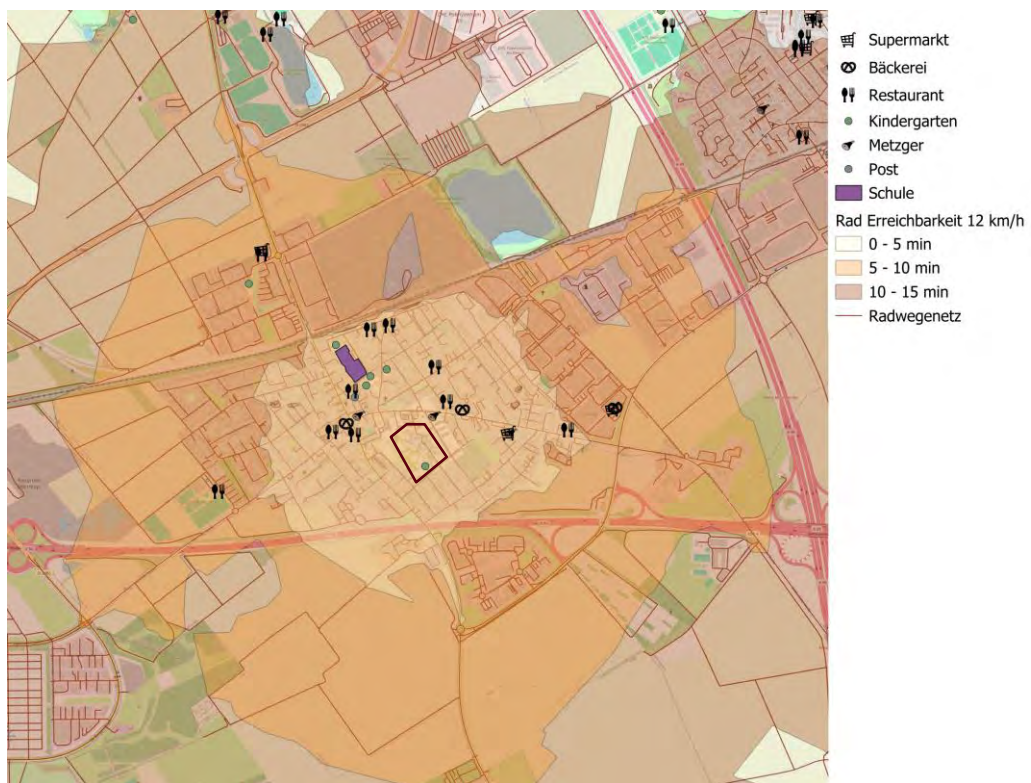 Supermarkt
Bäckerei
Restaurant
Kindergarten
Metzger
Post
Schule
Rad Erreichbarkeit 12 km/h
0 - 5 min
5 - 10 min
10 - 15 min
Radwegenetz